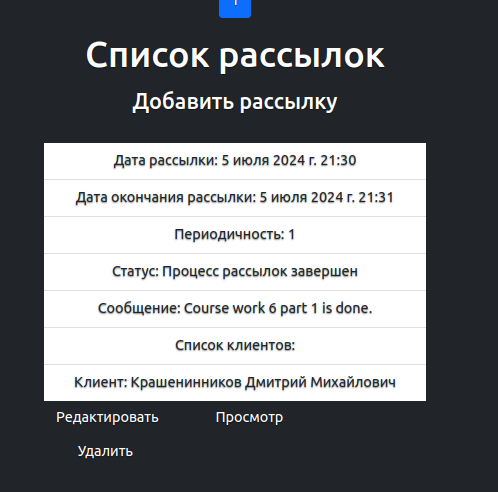 Список рассылок
Добавить рассылку
Дата рассылки: 5 июля 2024 г. 21:30
Дата окончания рассылки: 5 июля 2024 г. 21:31
Периодичность: 1
Статус: Процесс рассылок завершен
Сообщение: Course work 6 part 1 is done.
Список клиентов:
Клиент: Крашенинников Дмитрий Михайлович
Редактировать Просмотр
Удалить